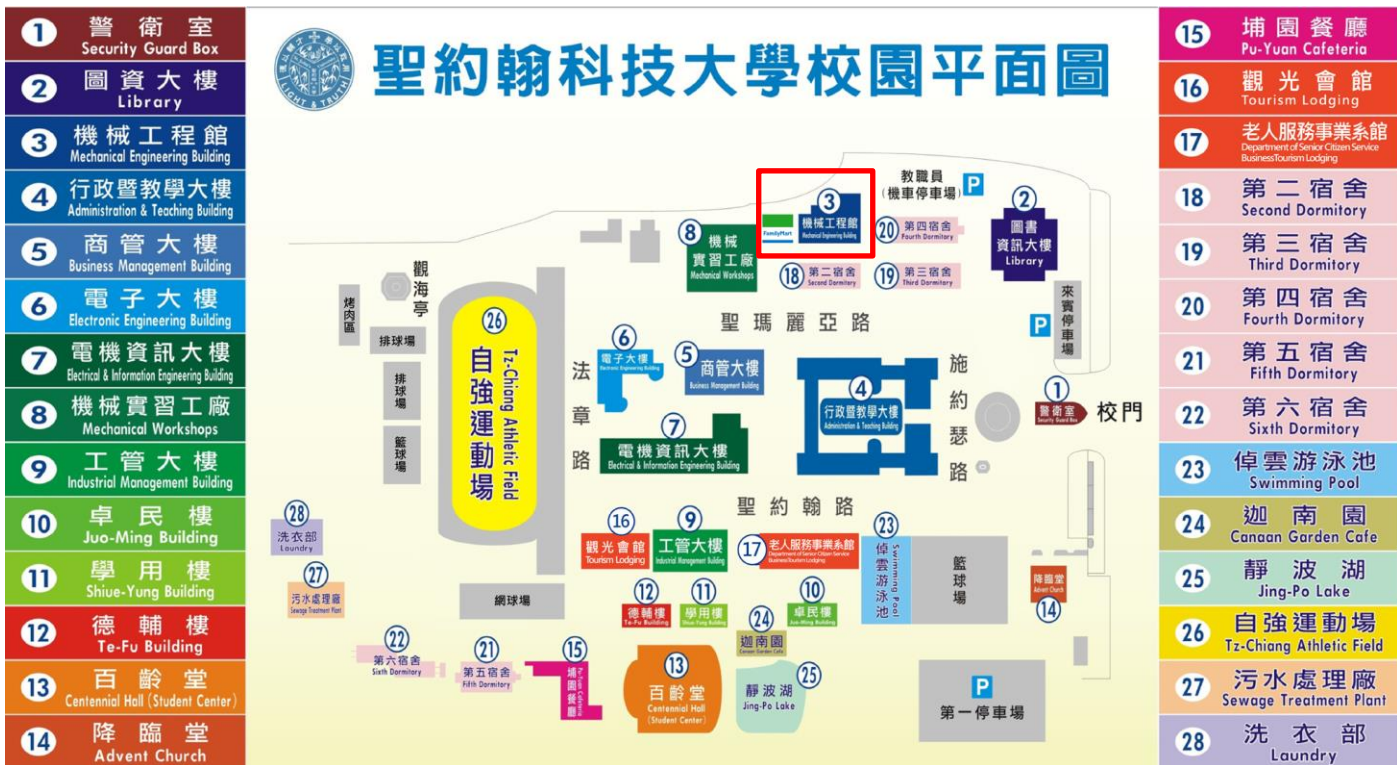 聖約翰科技大學校園平面圖
LIGHT & TRUTH
1
警衛室
Security Guard Box
2
圖資大樓
Library
3
機械工程館
Mechanical Engineering Building
4
行政暨教學大樓
Administration & Teaching Building
5
商管大樓
Business Management Building
6
電子大樓
Electronic Engineering Building
7
電機資訊大樓
Electrical & Information Engineering Building
8
機械實習工廠
Mechanical Workshops
9
工管大樓
Industrial Management Building
10
卓民樓
Juo-Ming Building
11
學用樓
Shiue-Yung Building
12
德輔樓
Te-Fu Building
13
百齡堂
Centennial Hall (Student Center)
14
降臨堂
Advent Church
教職員
(機車停車場)
P
3
機械工程館
Mechanical Engineering Building
FamilyMart
2
圖書
資訊大樓
Library
8
機械
實習工廠
Mechanical Workshops
20
第四宿舍
Fourth Dormitory
18
第二宿舍
Second Dormitory
19
第三宿舍
Third Dormitory
觀海亭
烤肉區
排球場
排球場
籃球場
26
自強運動場
Tz-Chiang Athletic Field
聖瑪麗亞路
P
來賓停車場
法章路
6
電子大樓
Electronic Engineering Building
5
商管大樓
Business Management Building
4
行政暨教學大樓
Administration & Teaching Building
施約瑟路
1
警衛室
Security Guard Box
校門
7
電機資訊大樓
Electrical & Information Engineering Building
聖約翰路
28
洗衣部
Laundry
27
污水處理廠
Sewage Treatment Plant
網球場
16
觀光會館
Tourism Lodging
9
工管大樓
Industrial Management Building
17
老人服務事業系館
Department of Senior Citizen Service
BusinessTourism Lodging
23
倬雲游泳池
Swimming Pool
籃球場
降臨堂
Advent Church
14
12
德輔樓
Te-Fu Building
11
學用樓
Shiue-Yung Building
10
卓民樓
Juo-Ming Building
24
迦南園
Canaan Garden Cafe
22
第六宿舍
Sixth Dormitory
21
第五宿舍
Fifth Dormitory
15
埔園餐廳
Pu-Yuan Cafeteria
13
百齡堂
Centennial Hall
(Student Center)
25
靜波湖
Jing-Po Lake
P
第一停車場
15
埔園餐廳
Pu-Yuan Cafeteria
16
觀光會館
Tourism Lodging
17
老人服務事業系館
Department of Senior Citizen Service
BusinessTourism Lodging
18
第二宿舍
Second Dormitory
19
第三宿舍
Third Dormitory
20
第四宿舍
Fourth Dormitory
21
第五宿舍
Fifth Dormitory
22
第六宿舍
Sixth Dormitory
23
倬雲游泳池
Swimming Pool
24
迦南園
Canaan Garden Cafe
25
靜波湖
Jing-Po Lake
26
自強運動場
Tz-Chiang Athletic Field
27
污水處理廠
Sewage Treatment Plant
28
洗衣部
Laundry